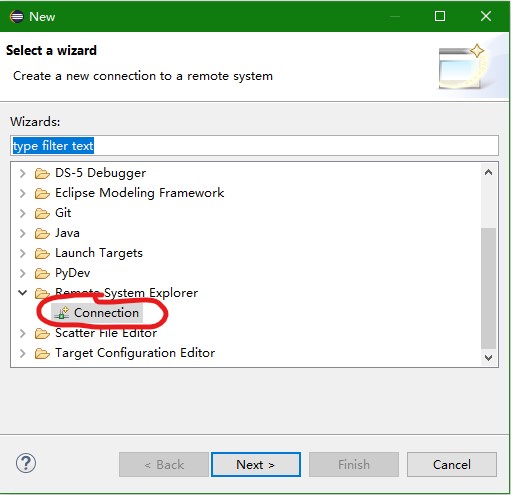 New
Select a wizard
Create a new connection to a remote system
Wizards:
type filter text
DS-5 Debugger
Eclipse Modeling Framework
Git
Java
Launch Targets
PyDev
Remote System Explorer
Connection
Scatter File Editor
Target Configuration Editor
?
< Back
Next >
Finish
Cancel